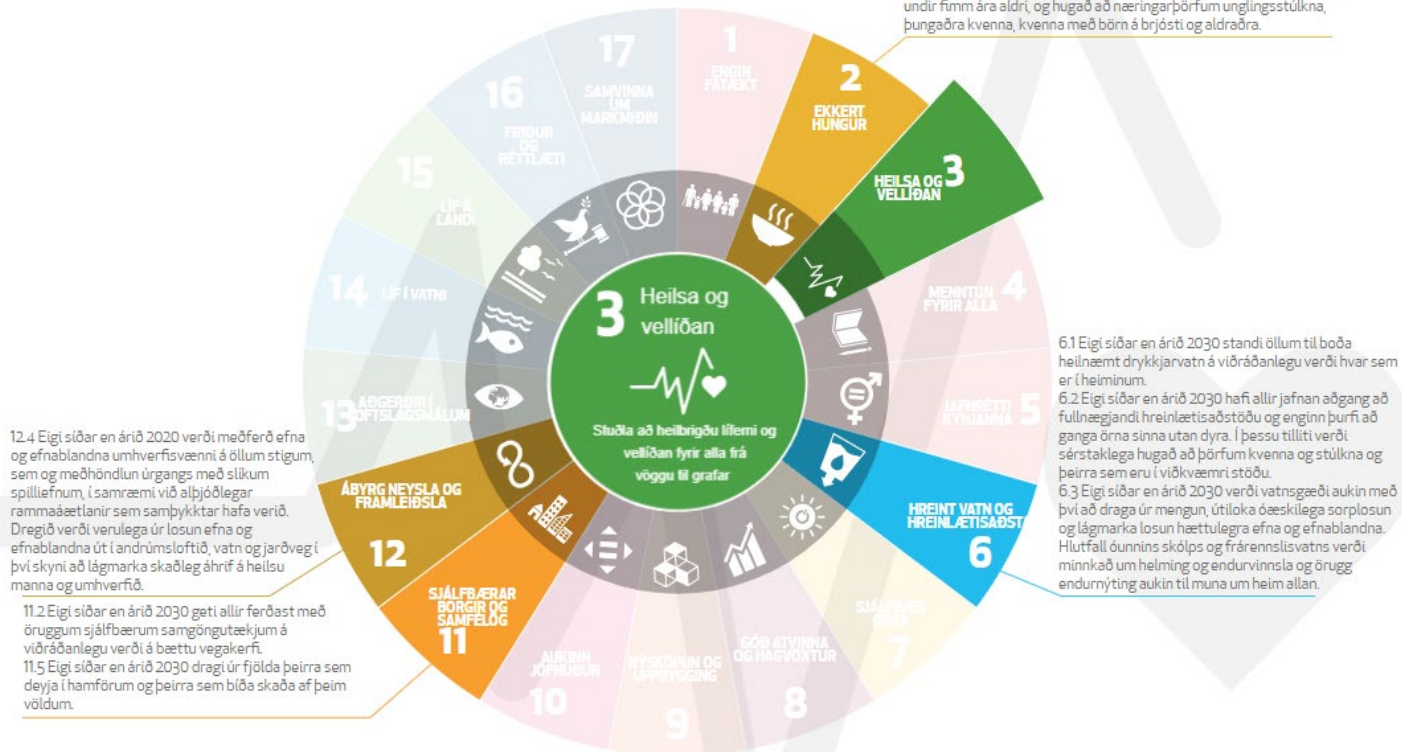 undir fimm ára aldri, og hugað að næringarþörfum unglingsstúlkna,
þungaðra kvenna, kvenna með börn á brjósti og aldraðra.
1
ENGIN
FÁTÆKT
2
EKKERT
HUNGUR
3
HEILSA OG
VELLÍÐAN
4
MENNTUN
FYRIR ALLA
5
JAFNRÉTTI
KYNJANNA
6.1 Eigi síðar en árið 2030 standi öllum til boða
heilnæmt drykkjarvatn á viðráðanlegu verði hvar sem
er í heiminum.
6.2 Eigi síðar en árið 2030 hafi allir jafnan aðgang að
fullnægjandi hreinlætisaðstöðu og enginn þurfi að
ganga örna sinna utan dyra. Í þessu tilliti verði
sérstaklega hugað að þörfum kvenna og stúlkna og
þeirra sem eru í viðkvæmri stöðu.
6.3 Eigi síðar en árið 2030 verði vatnsgæði aukin með
því að draga úr mengun, útiloka óæskilega sorplosun
og lágmarka losun hættulegra efna og efnablandna.
Hlutfall óunnins skólps og frárennslisvatns verði
minnkað um helming og endurvinnsla og örugg
endurnýting aukin til muna um heim allan.
HREINT VATN OG
HREINLÆTISAÐST
6
SJÁLFBÆR
ORKA
7
GÓÐ ATVINNA
OG HAGVÖXTUR
8
NÝSKÖPUN OG
UPPBYGGING
9
AUKINN
JÖFNUÐUR
10
SJÁLFBÆRAR
BORGIR OG
SAMFÉLÖG
11
11.2 Eigi síðar en árið 2030 geti allir ferðast með
öruggum sjálfbærum samgöngutækjum á
viðráðanlegu verði á bættu vegakerfi.
11.5 Eigi síðar en árið 2030 dragi úr fjölda þeirra sem
deyja í hamförum og þeirra sem bíða skaða af þeim
völdum.
ÁBYRG NEYSLA OG
FRAMLEIÐSLA
12
12.4 Eigi síðar en árið 2020 verði meðferð efna
og efnablandna umhverfisvænni á öllum stigum,
sem og meðhöndlun úrgangs með slíkum
spilliefnum, í samræmi við alþjóðlegar
rammaáætlanir sem samþykktar hafa verið.
Dregið verði verulega úr losun efna og
efnablandna út í andrúmsloftið, vatn og jarðveg í
því skyni að lágmarka skaðleg áhrif á heilsu
manna og umhverfið.
13 AÐGERÐIR Í
LOFTSLAGSMÁLUM
14 LÍF Í VATNI
15
LÍF Á
LANDI
16
FRIÐUR
OG
RÉTTLÆTI
17
SAMVINNA
UM
MARKMIÐIN
3 Heilsa og
vellíðan
Stuðla að heilbrigðu líferni og
vellíðan fyrir alla frá
vöggu til grafar